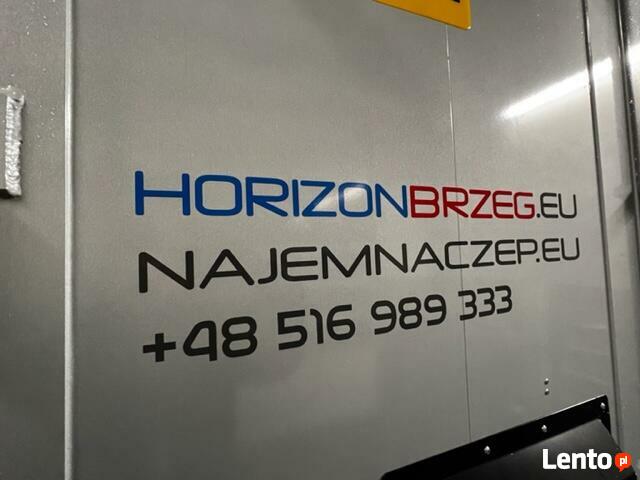 HORIZONBRZEG.EU
NAJEMNACZEP.EU
+48 516 989 333
Lento.pl